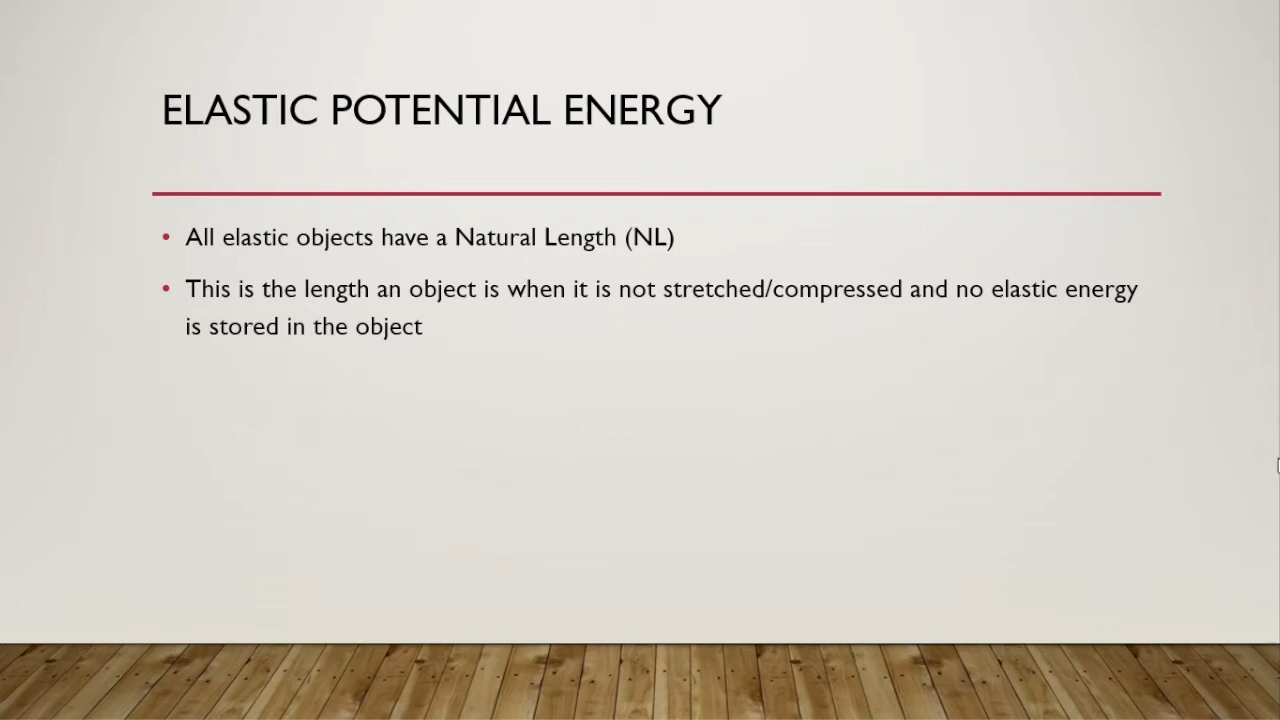 ELASTIC POTENTIAL ENERGY
• All elastic objects have a Natural Length (NL)
• This is the length an object is when it is not stretched/compressed and no elastic energy
is stored in the object